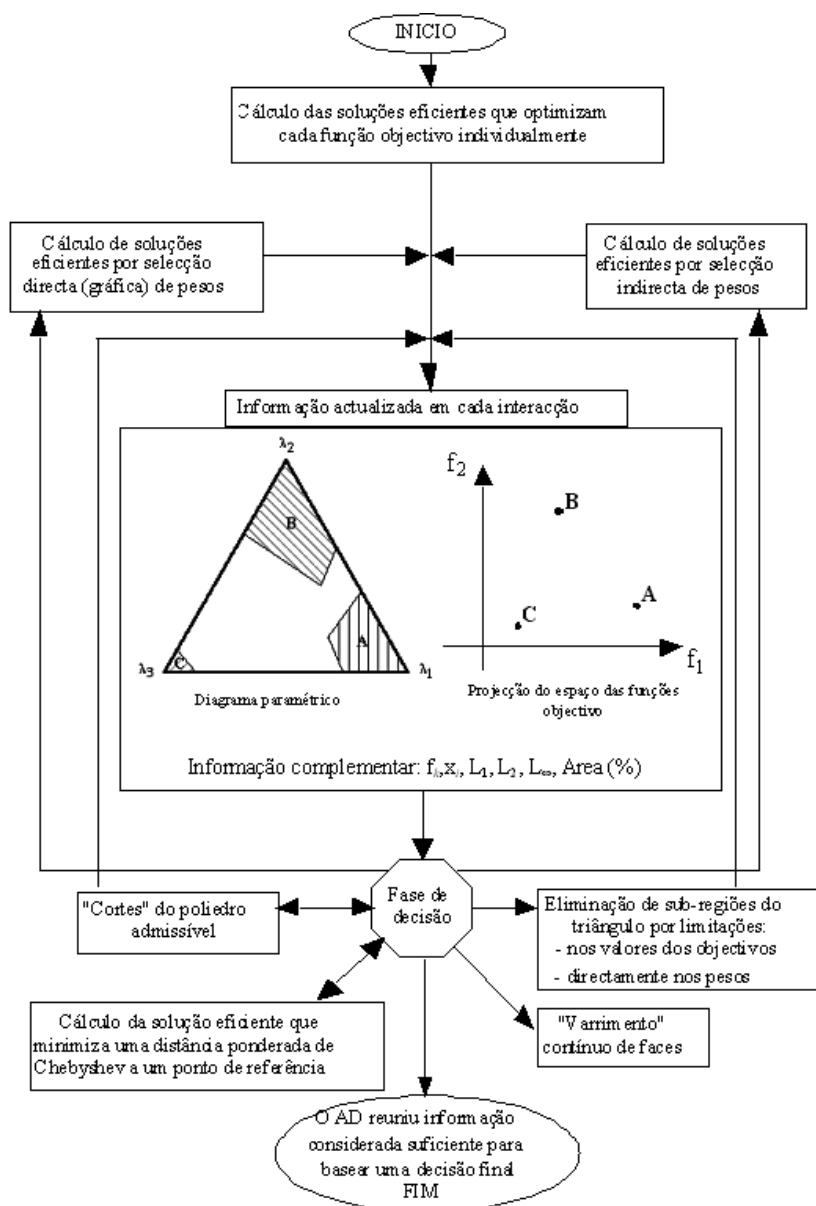 INICIO
Cálculo das soluções eficientes que optimizam
cada função objectivo individualmente
Cálculo de soluções
eficientes por selecção
directa (gráfica) de pesos
Cálculo de soluções
eficientes por selecção
indirecta de pesos
Informação actualizada em cada interacção
λ2
B
A
C
λ3
λ1
Diagrama paramétrico
f2
B
A
C
f1
Projecção do espaço das funções
objectivo
Informação complementar: L1, L2, L∞, Area (%)
Fase de
decisão
"Cortes" do poliedro
admissível
Eliminação de sub-regiões do
triângulo por limitações:
- nos valores dos objectivos
- directamente nos pesos
Cálculo da solução eficiente que
minimiza uma distância ponderada de
Chebyshev a um ponto de referência
"Varrimento"
contínuo de faces
O AD reuniu informação
considerada suficiente para
basear uma decisão final
FIM